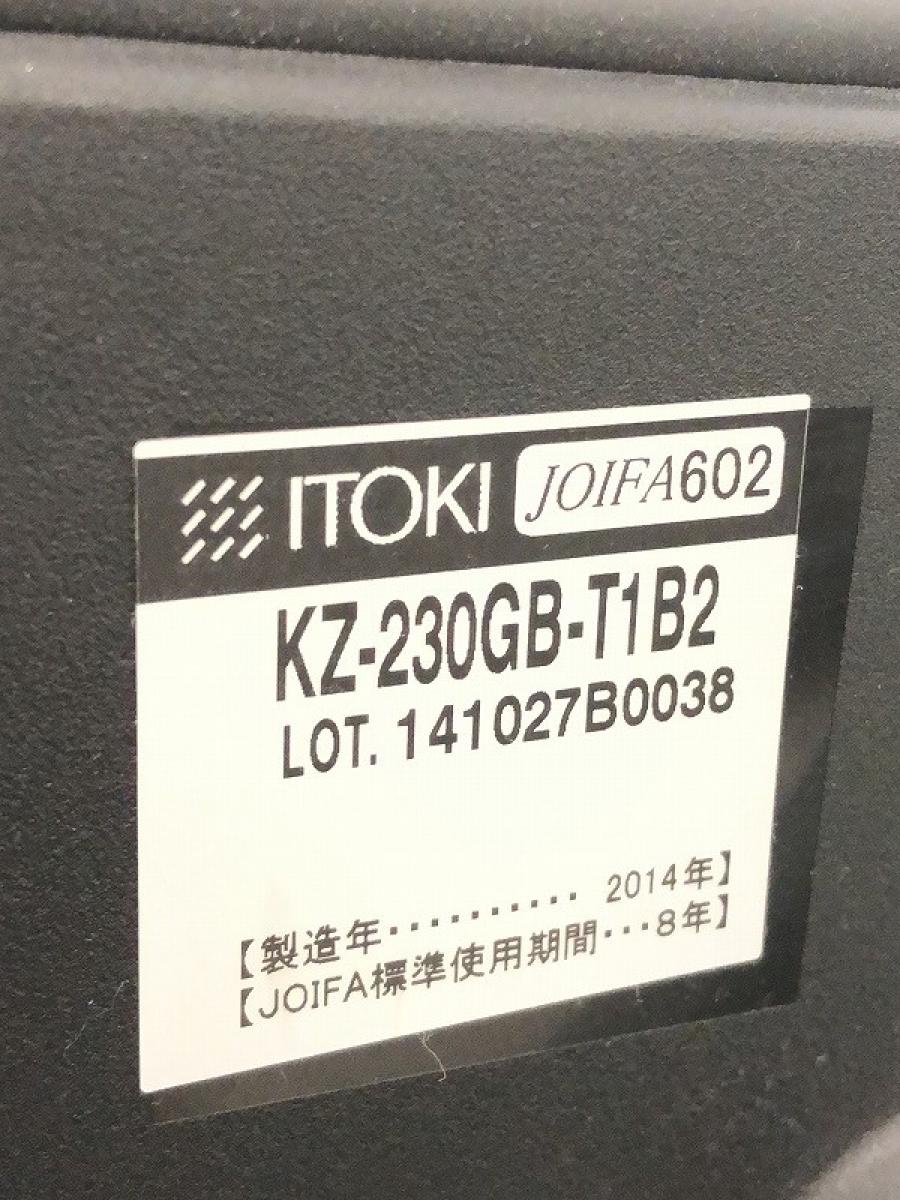 ITOKI JOIFA602
KZ-230GB-T1B2
LOT. 141027B0038
【製造年･･････････ 2014年】
【JOIFA標準使用期間･･･8年】